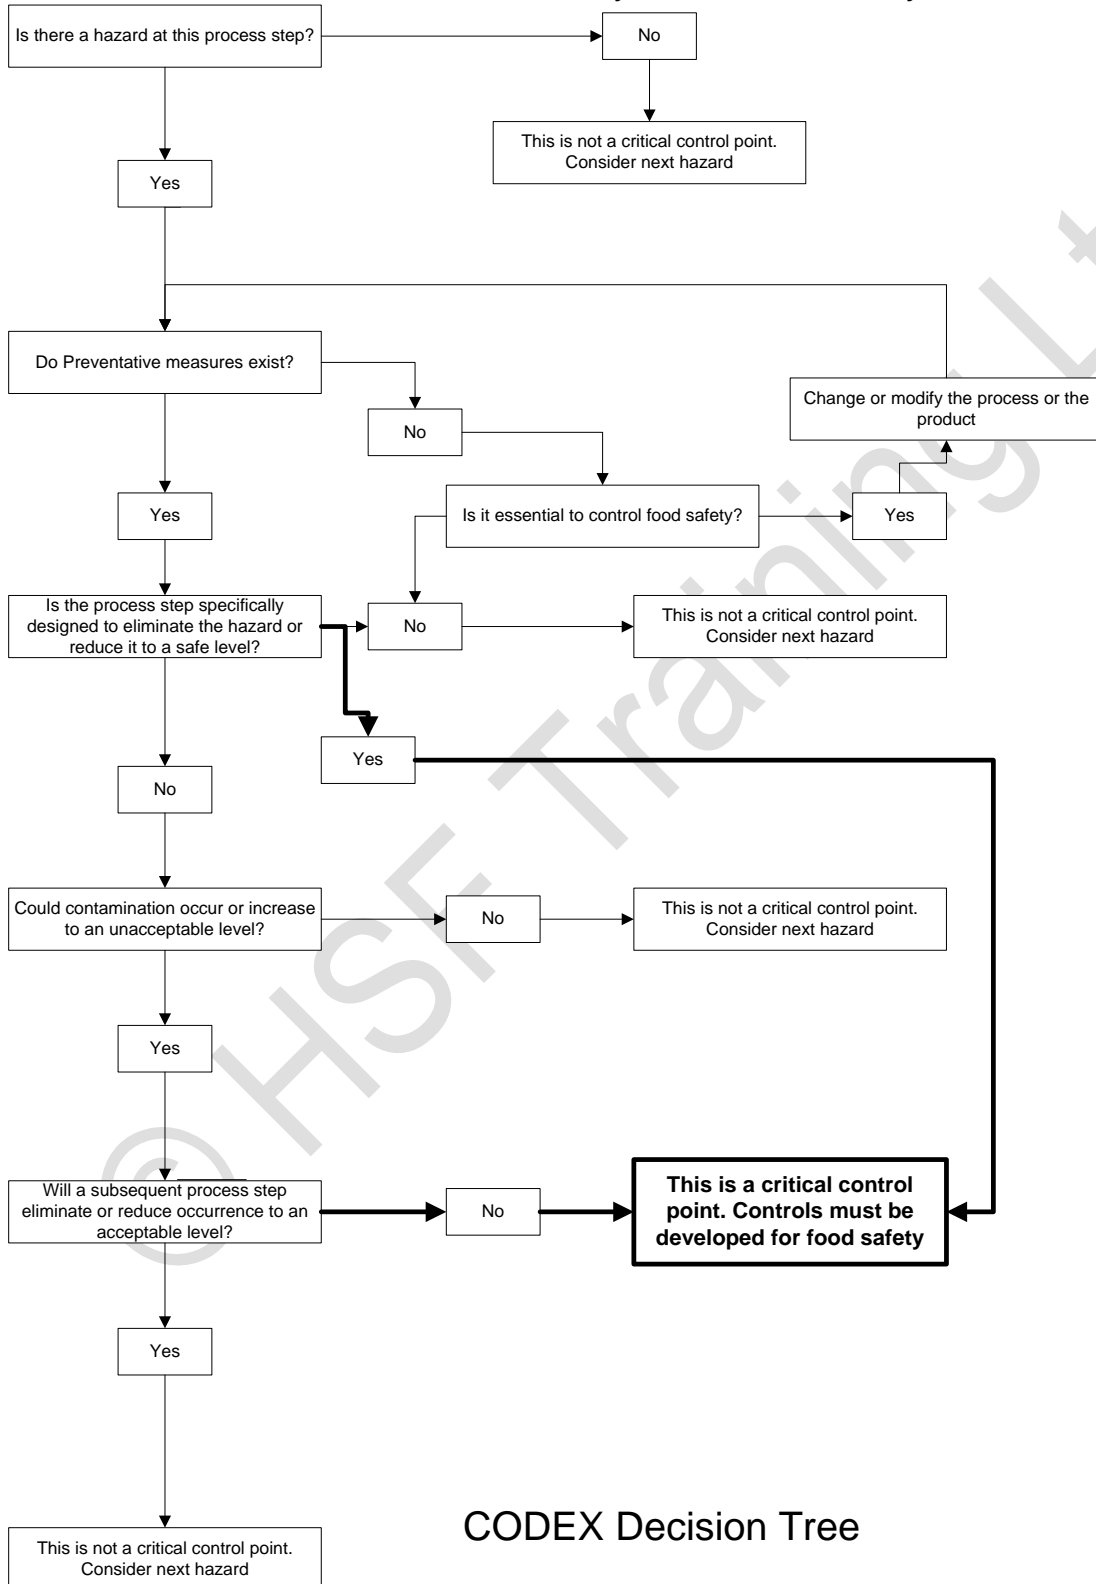 Is there a hazard at this process step?
No
This is not a critical control point.
Consider next hazard
Yes
Do Preventative measures exist?
Change or modify the process or the
product
No
Is it essential to control food safety?
Yes
Yes
Is the process step specifically
designed to eliminate the hazard or
reduce it to a safe level?
No
This is not a critical control point.
Consider next hazard
Yes
No
Could contamination occur or increase
to an unacceptable level?
No
This is not a critical control point.
Consider next hazard
Yes
Will a subsequent process step
eliminate or reduce occurrence to an
acceptable level?
No
This is a critical control
point. Controls must be
developed for food safety
Yes
This is not a critical control point.
Consider next hazard
CODEX Decision Tree
© HSF Training